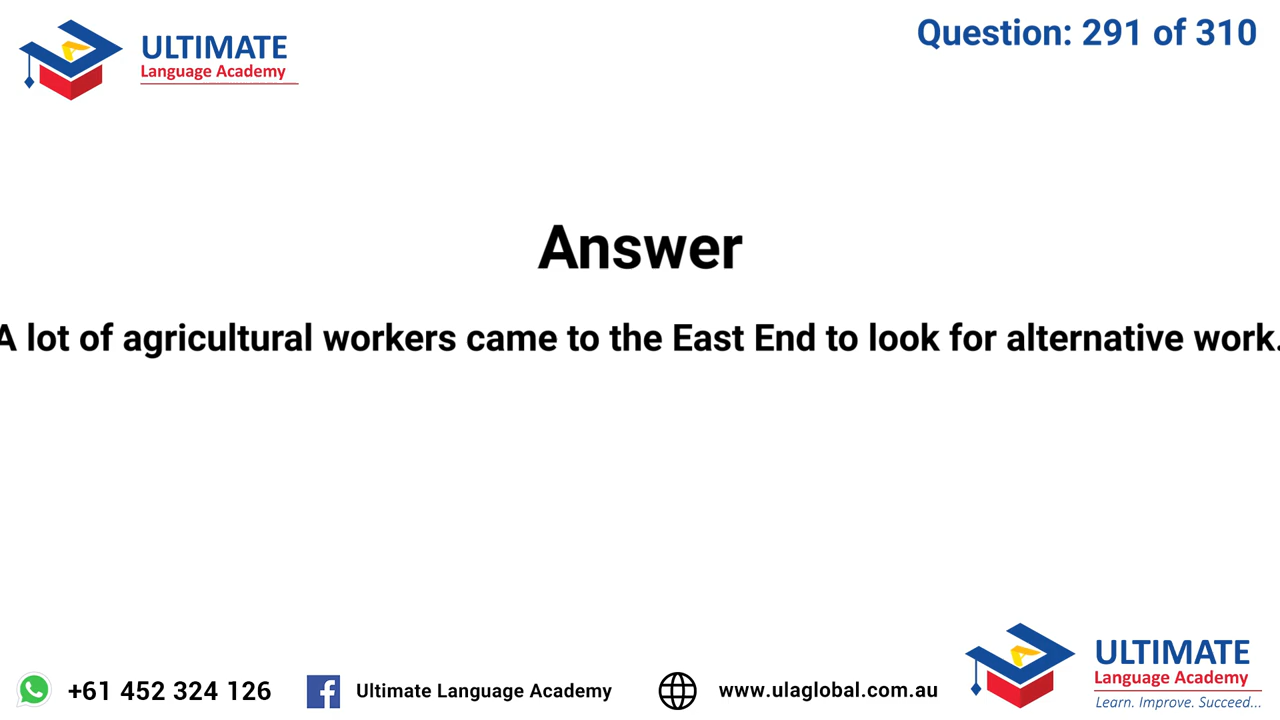 ULTIMATE
Language Academy
Question: 291 of 310
Answer
A lot of agricultural workers came to the East End to look for alternative work.
+61 452 324 126
Ultimate Language Academy
www.ulaglobal.com.au
ULTIMATE
Language Academy
Learn. Improve. Succeed...